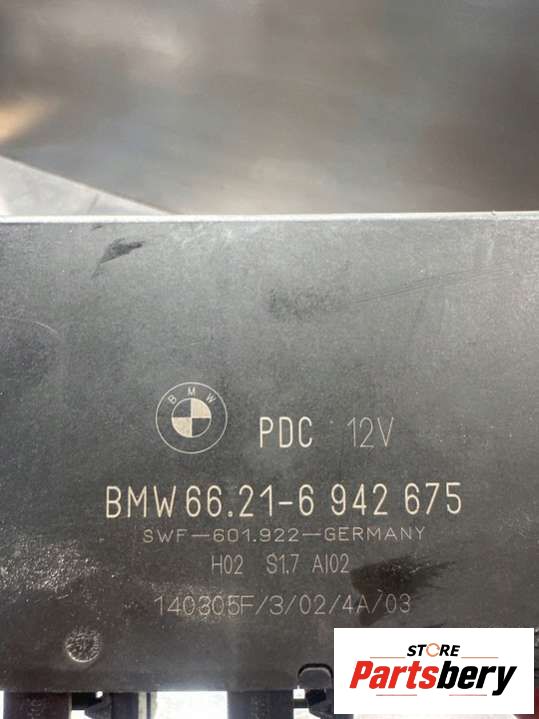 BMW
PDC 12V
BMW 66.21-6 942 675
SWF-601.922-GERMANY
H02 S1.7 AI02
140305F/3/02/4A/03
STORE
Partsbery